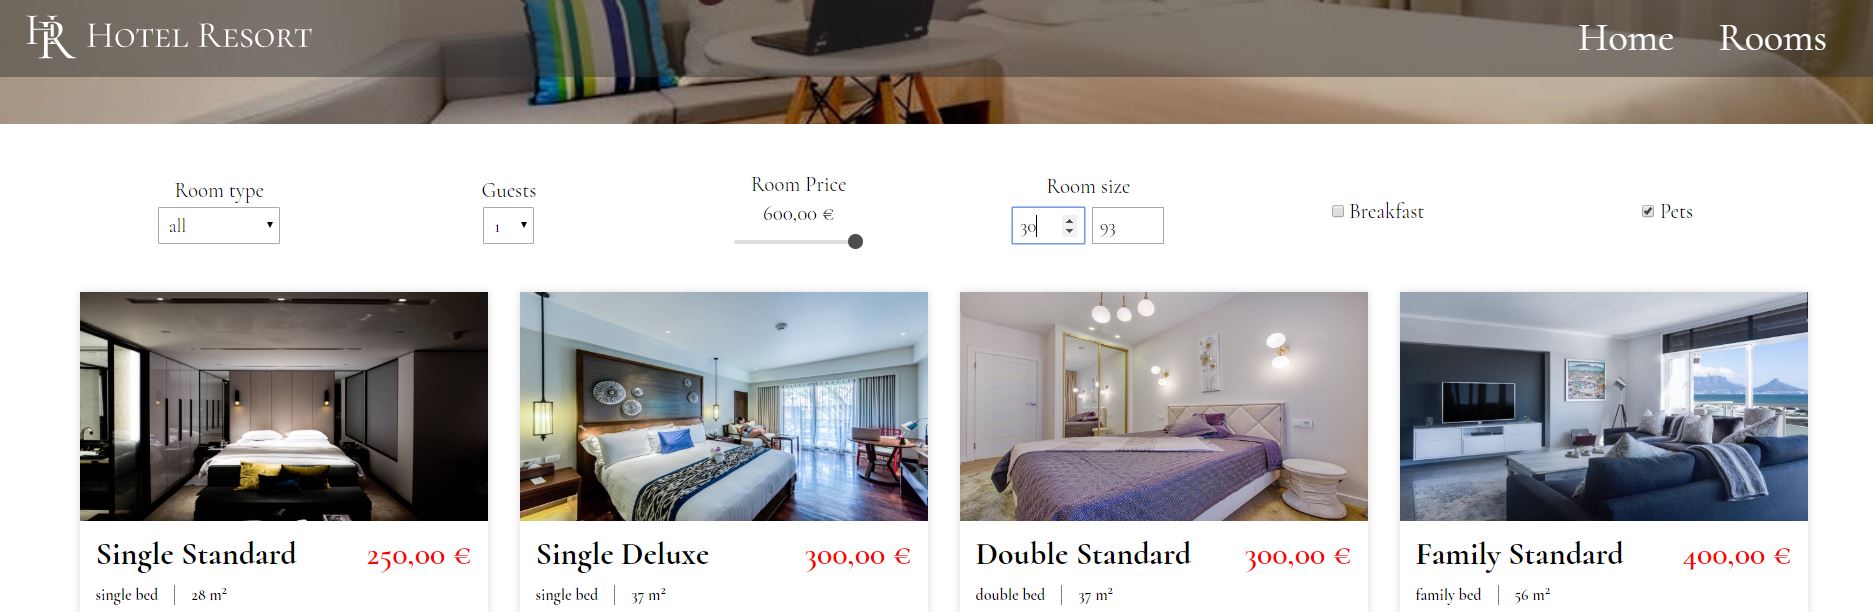 HR HOTEL RESORT
Home Rooms
Room type
all
Guests
1
Room Price
600,00 €
Room size
30 93
Breakfast
Pets
Single Standard 250,00 €
single bed 28 m²
Single Deluxe 300,00 €
single bed 37 m²
Double Standard 300,00 €
double bed 37 m²
Family Standard 400,00 €
family bed 56 m²